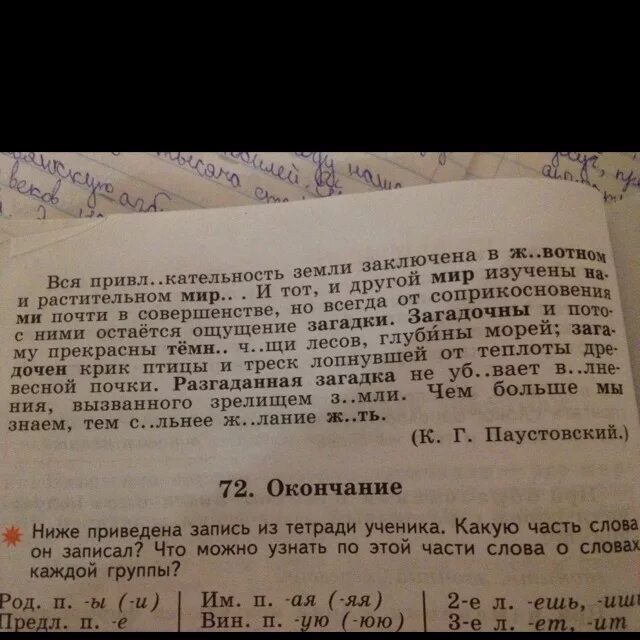 веков
тысяча
Вся привл..кательность земли заключена в ж..вотном
и растительном мир.. . И тот, и другой мир изучены на-
ми почти в совершенстве, но всегда от соприкосновения
с ними остаётся ощущение загадки. Загадочны и пото-
му прекрасны тёмн.. ч..щи лесов, глуби́ны морей; зага-
дочен крик птицы и треск лопнувшей от теплоты дре-
весной почки. Разгаданная загадка не уб..вает в..лне-
ния, вызванного зрелищем з..мли. Чем больше мы
знаем, тем с..льнее ж..лание ж..ть.
(К. Г. Паустовский.)
72. Окончание
Ниже приведена запись из тетради ученика. Какую часть слова
он записал? Что можно узнать по этой части слова о словах
каждой группы?
Род. п. -ы (-и) Им. п. -ая (-яя) 2-е л. -ешь, -ишь
Предл. п. -е Вин. п. -ую (-юю) 3-е л. -ет, -ит